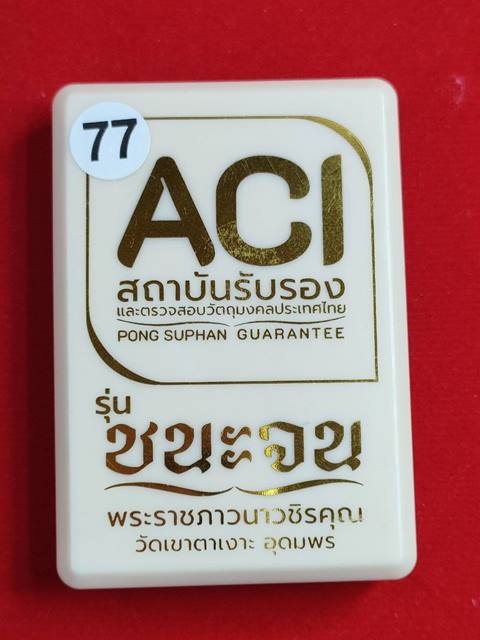 77
ACI
สถาบันรับรอง
และตรวจสอบวัตถุมงคลประเทศไทย
PONG SUPHAN GUARANTEE
รุ่น
ชนะจน
พระราชภาวนาวชิรคุณ
วัดเขาตาเงาะ อุดมพร